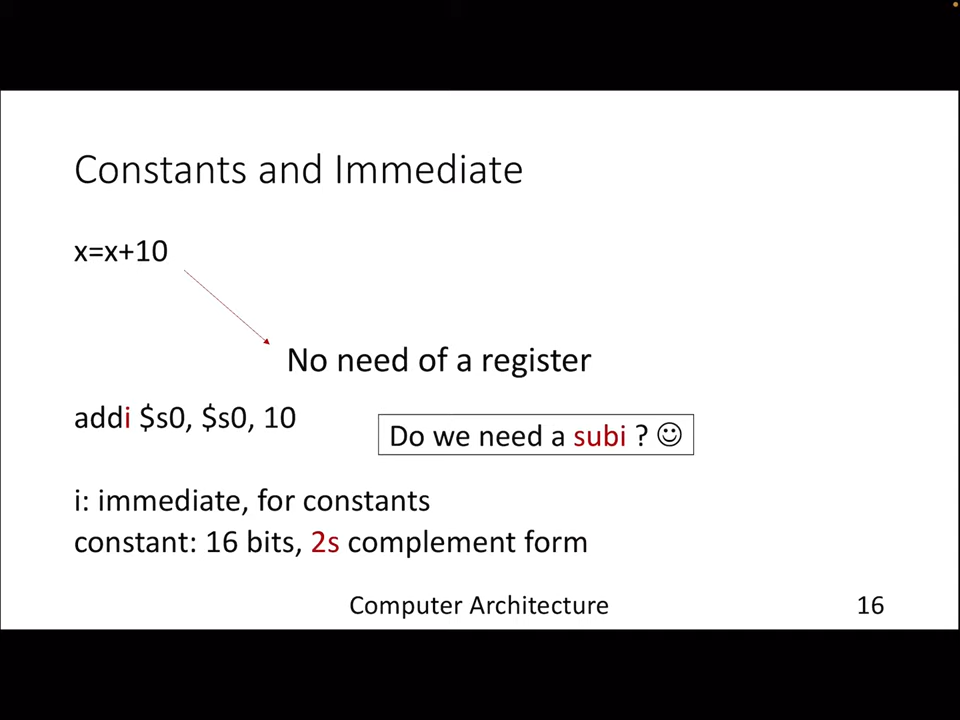 Constants and Immediate
x=x+10
No need of a register
addi $s0, $s0, 10
Do we need a subi ? ☺
i: immediate, for constants
constant: 16 bits, 2s complement form
Computer Architecture
16